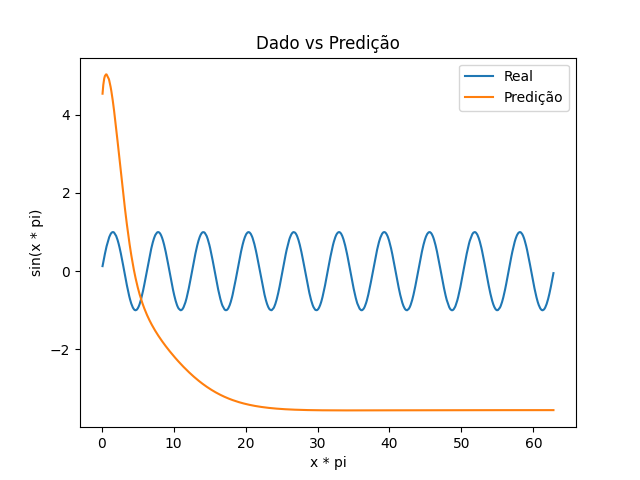 Dado vs Predição
Real
Predição
sin(x * pi)
4
2
0
−2
0 10 20 30 40 50 60
x * pi